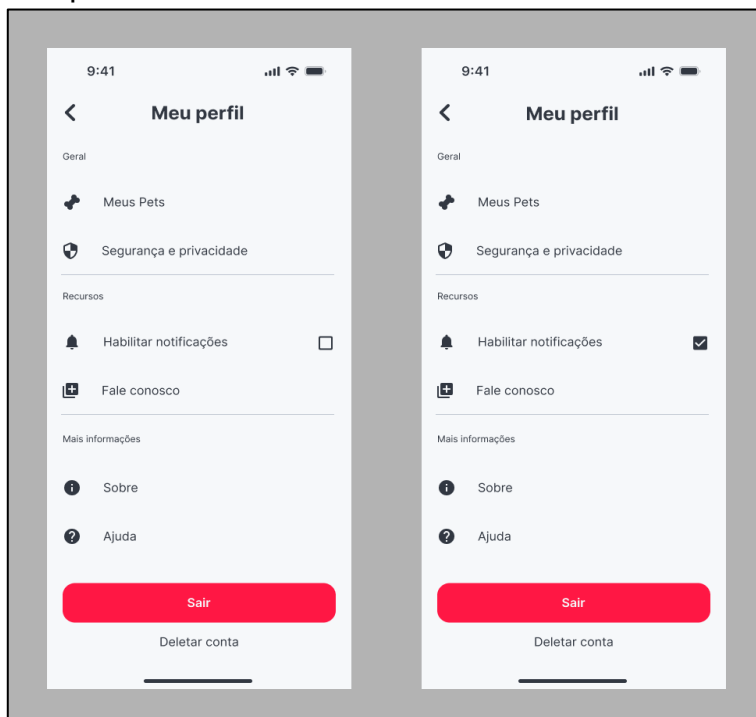 9:41
Meu perfil
Geral
Meus Pets
Segurança e privacidade
Recursos
Habilitar notificações
Fale conosco
Mais informações
Sobre
Ajuda
Sair
Deletar conta
9:41
Meu perfil
Geral
Meus Pets
Segurança e privacidade
Recursos
Habilitar notificações
Fale conosco
Mais informações
Sobre
Ajuda
Sair
Deletar conta